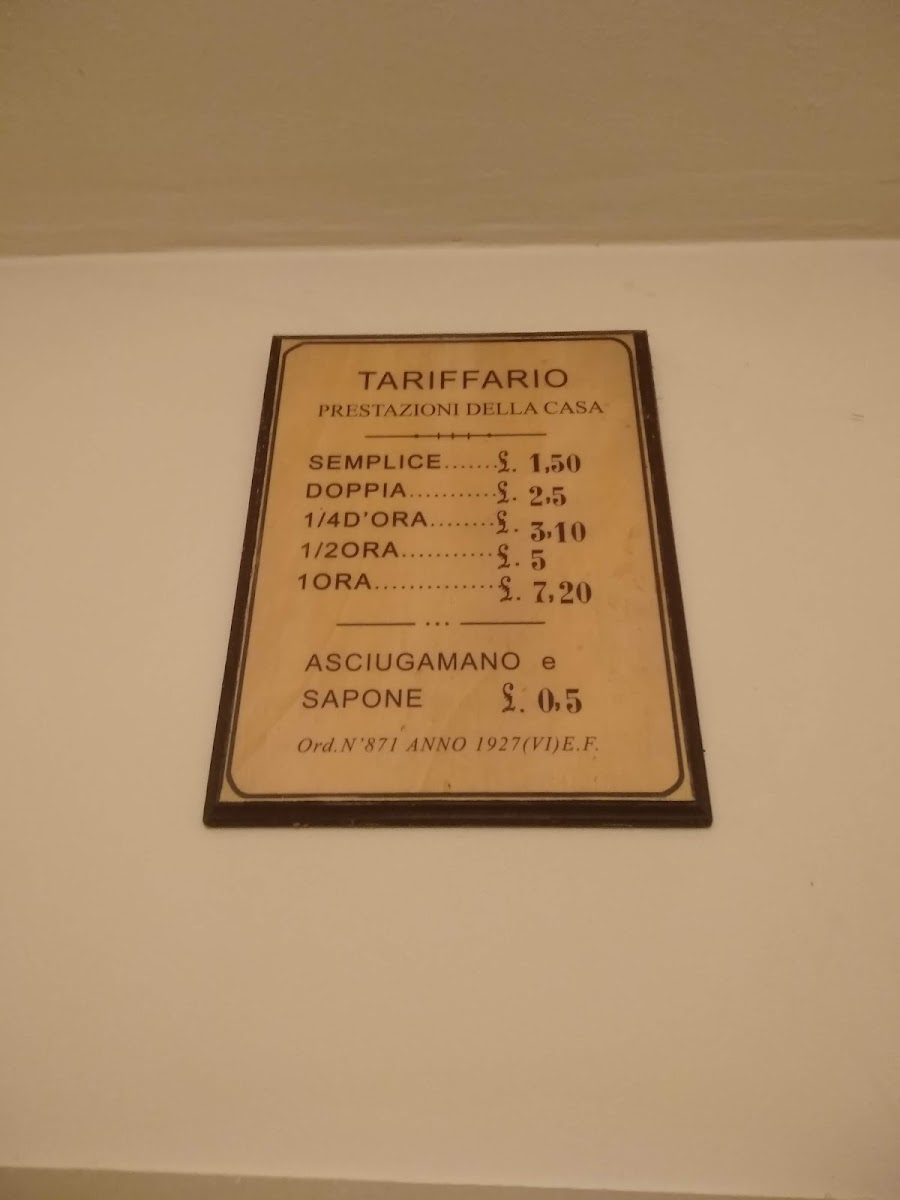 TARIFFARIO
PRESTAZIONI DELLA CASA
SEMPLICE.......£. 1,50
DOPPIA...........£. 2,5
1/4D'ORA........£. 3,10
1/2ORA............£. 5
1ORA..............£. 7,20
ASCIUGAMANO e
SAPONE £. 0,5
Ord.N'871 ANNO 1927(VI)E.F.